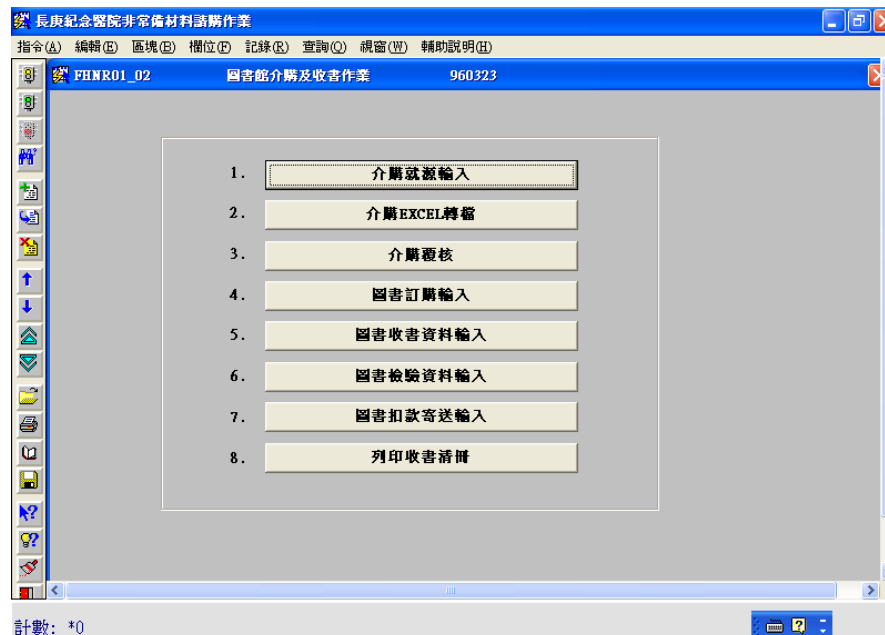 長庚紀念醫院非常備材料請購作業
指令(A) 編輯(E) 區塊(B) 欄位(F) 記錄(R) 查詢(Q) 視窗(W) 輔助說明(H)
FHNR01_02 圖書館介購及收書作業 960323
1. 介購就源輸入
2. 介購EXCEL轉檔
3. 介購覆核
4. 圖書訂購輸入
5. 圖書收書資料輸入
6. 圖書檢驗資料輸入
7. 圖書扣款寄送輸入
8. 列印收書清冊
計數: *0